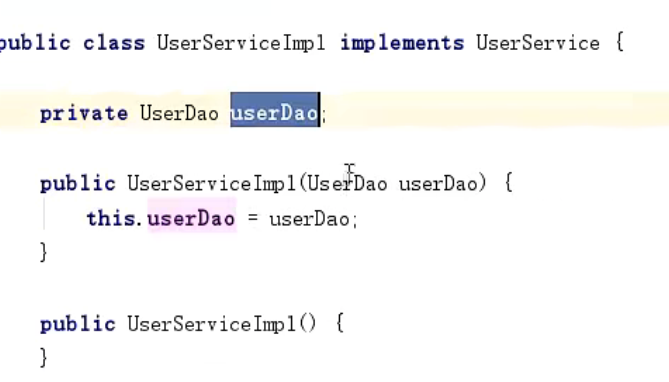 public class UserServiceImpl implements UserService {
private UserDao userDao;
public UserServiceImpl(UserDao userDao) {
this.userDao = userDao;
}
public UserServiceImpl() {
}